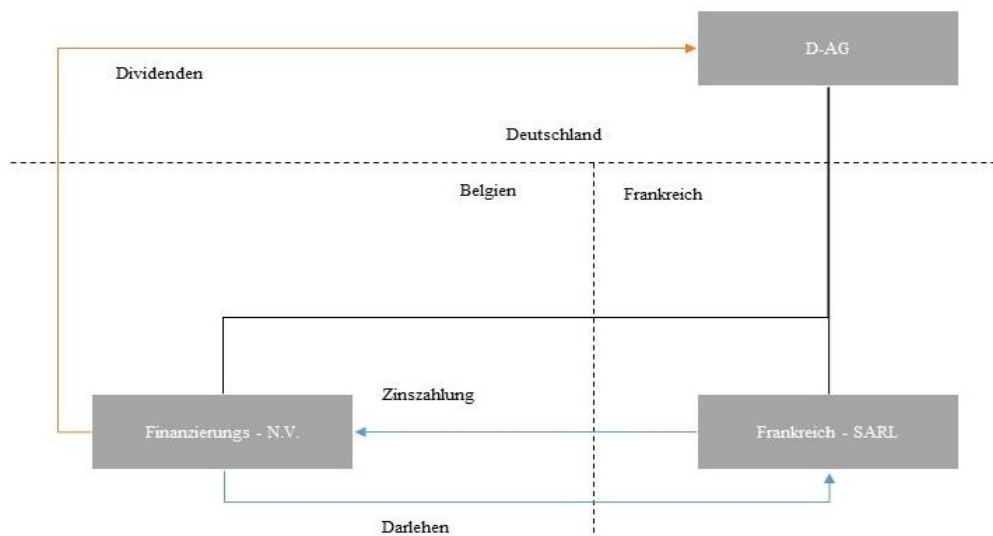 D-AG
Dividenden
Deutschland
Belgien
Frankreich
Zinszahlung
Finanzierungs - N.V.
Frankreich - SARL
Darlehen